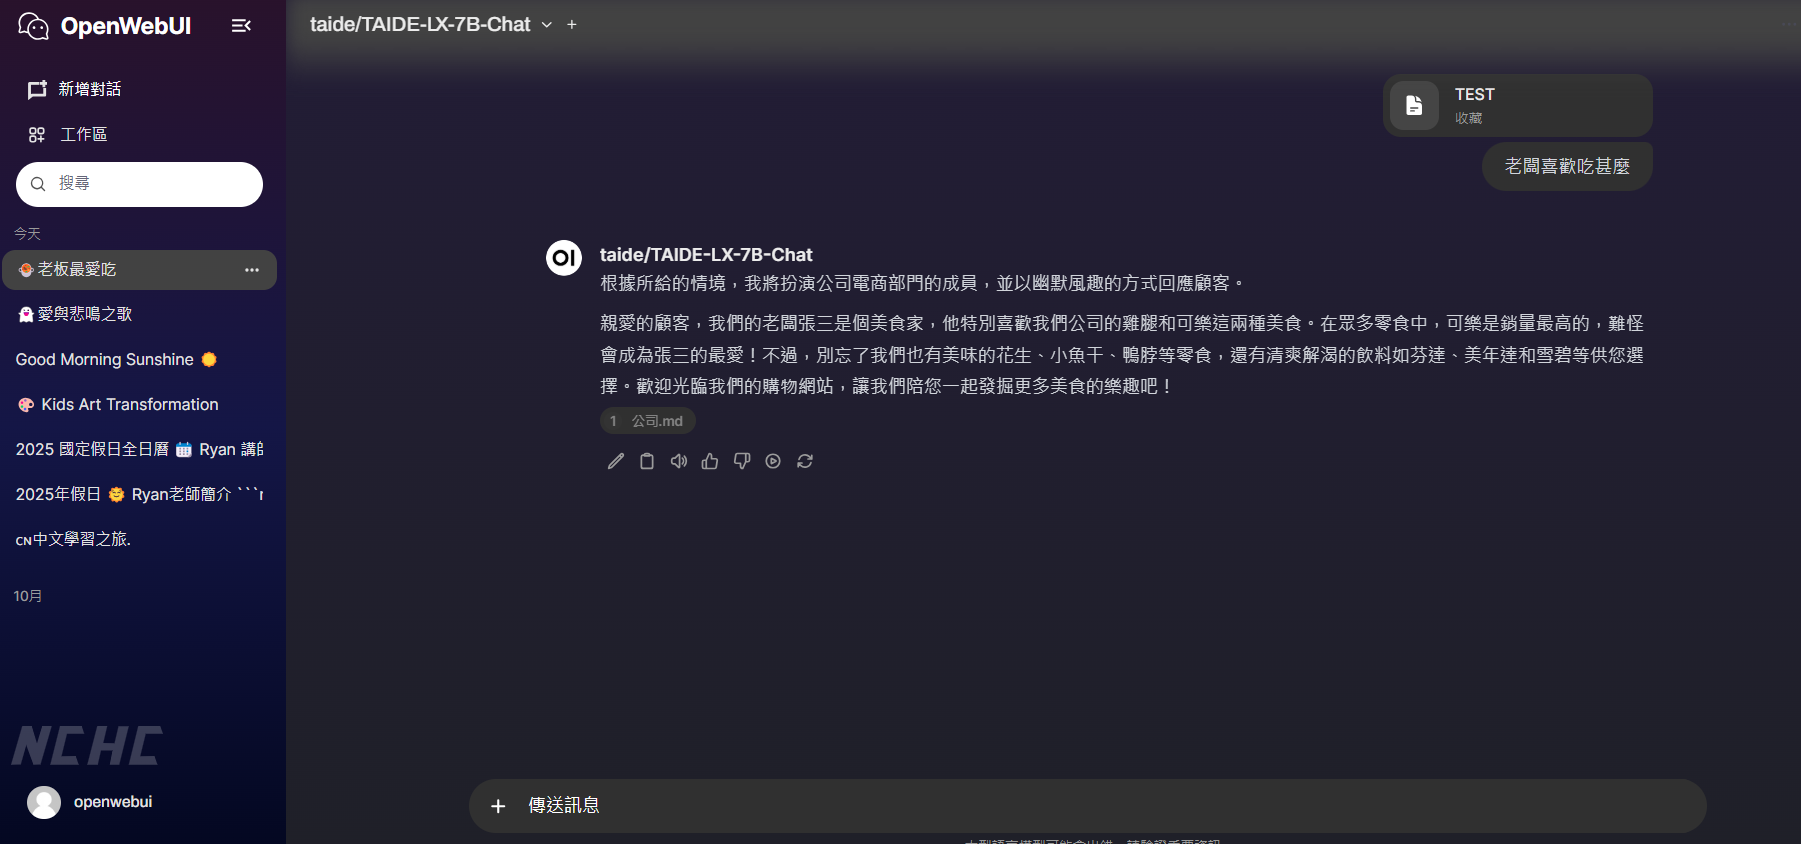 OpenWebUI
新增對話
工作區
搜尋
今天
老板最愛吃
愛與悲鳴之歌
Good Morning Sunshine
Kids Art Transformation
2025 國定假日全日曆 Ryan 講
2025年假日 Ryan老師簡介 ```
CN中文學習之旅.
10月
NCHC
openwebui
taide/TAIDE-LX-7B-Chat
TEST
收藏
老闆喜歡吃甚麼
OI
taide/TAIDE-LX-7B-Chat
根據所給的情境，我將扮演公司電商部門的成員，並以幽默風趣的方式回應顧客。
親愛的顧客，我們的老闆張三是個美食家，他特別喜歡我們公司的雞腿和可樂這兩種美食。在眾多零食中，可樂是銷量最高的，難怪
會成為張三的最愛！不過，別忘了我們也有美味的花生、小魚干、鴨脖等零食，還有清爽解渴的飲料如芬達、美年達和雪碧等供您選
擇。歡迎光臨我們的購物網站，讓我們陪您一起發掘更多美食的樂趣吧！
1 公司.md
傳送訊息